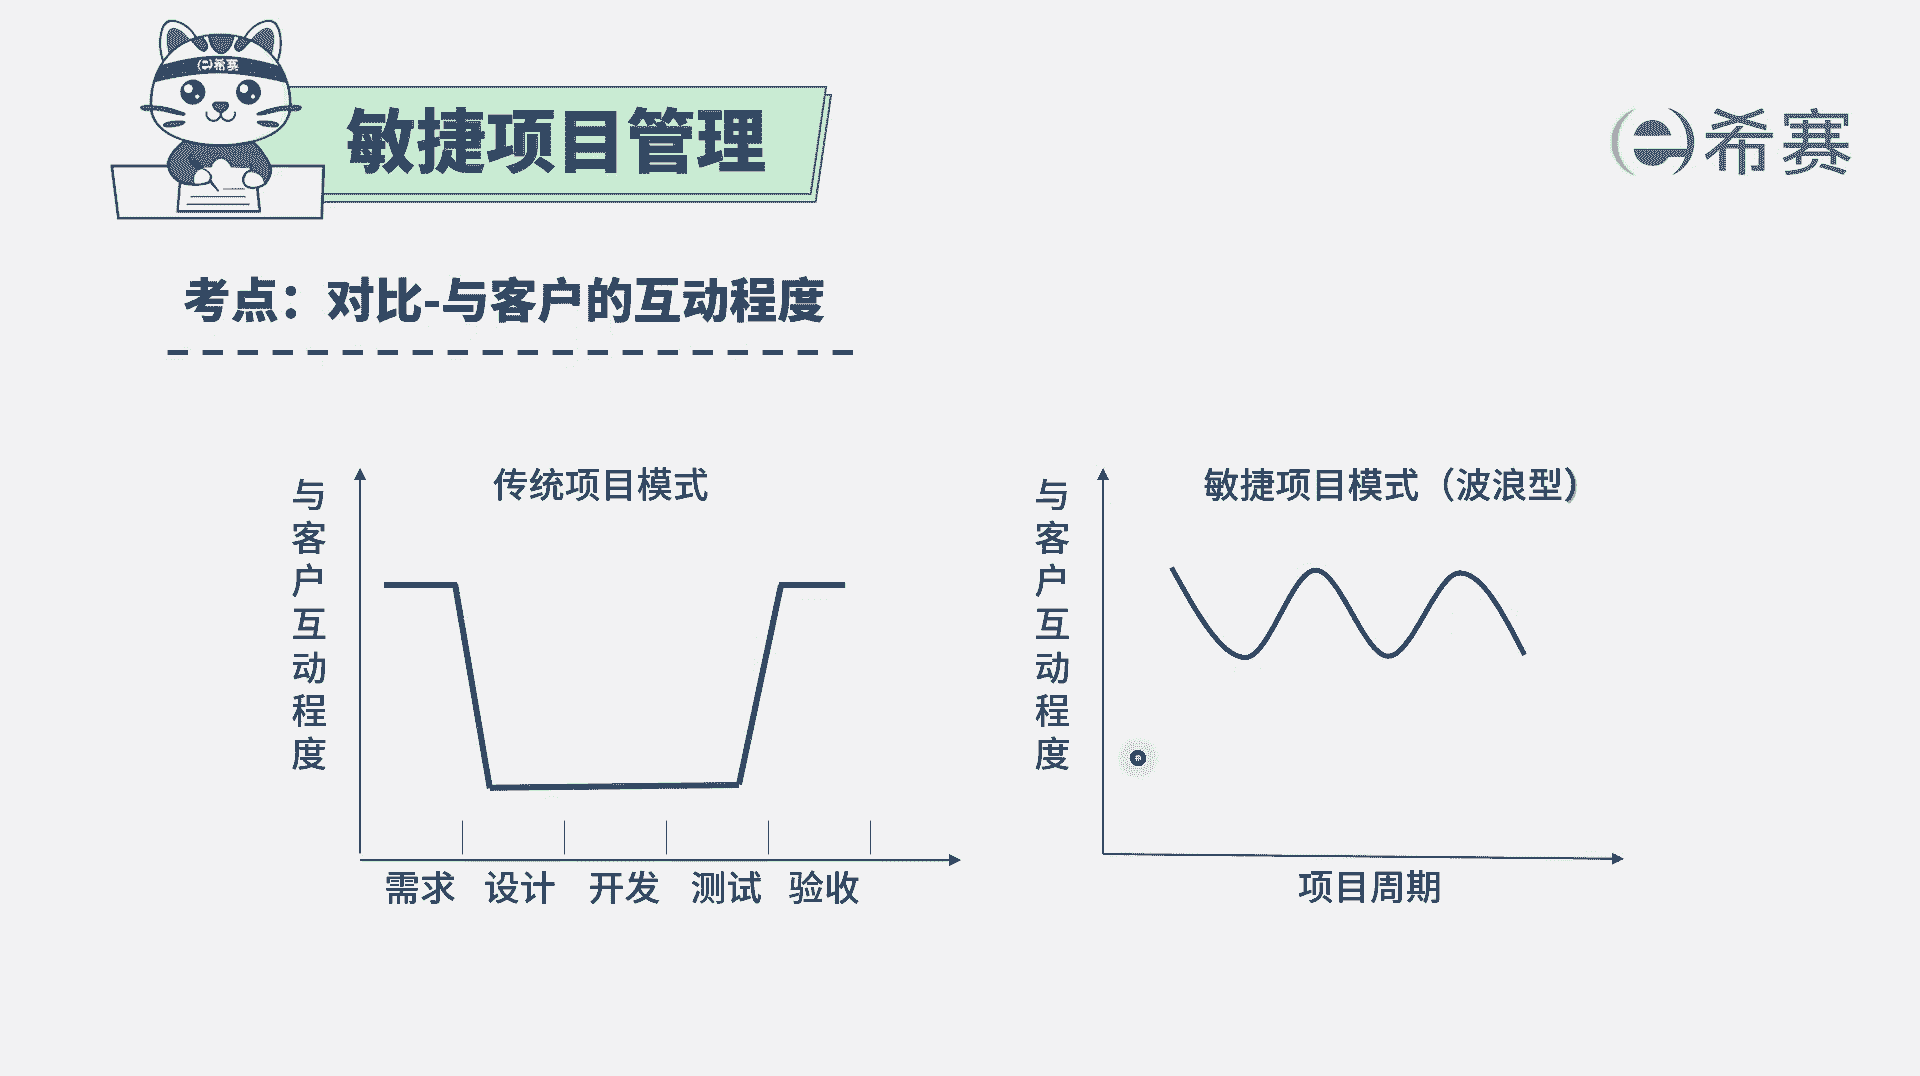 希赛
敏捷项目管理
希赛
考点：对比-与客户的互动程度
与客户互动程度
传统项目模式
需求 设计 开发 测试 验收
与客户互动程度
敏捷项目模式（波浪型）
项目周期